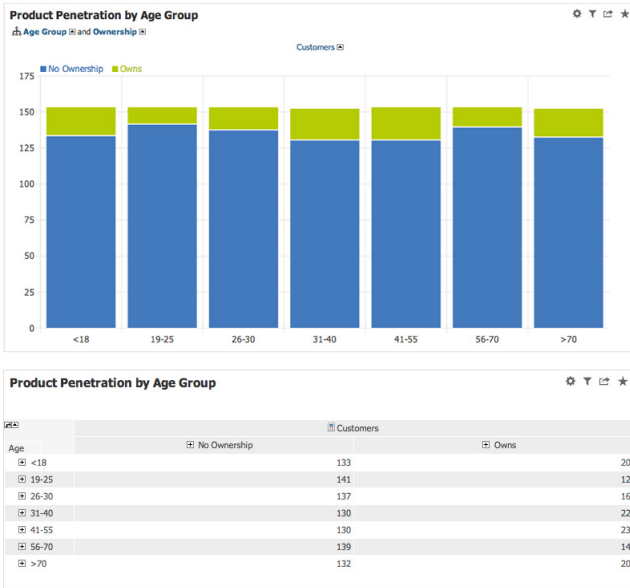 Product Penetration by Age Group
Age Group and Ownership
Customers
No Ownership Owns
175
150
125
100
75
50
25
0
<18 19-25 26-30 31-40 41-55 56-70 >70
Product Penetration by Age Group
Customers
Age No Ownership Owns
<18 133 20
19-25 141 12
26-30 137 16
31-40 130 22
41-55 130 23
56-70 139 14
>70 132 20